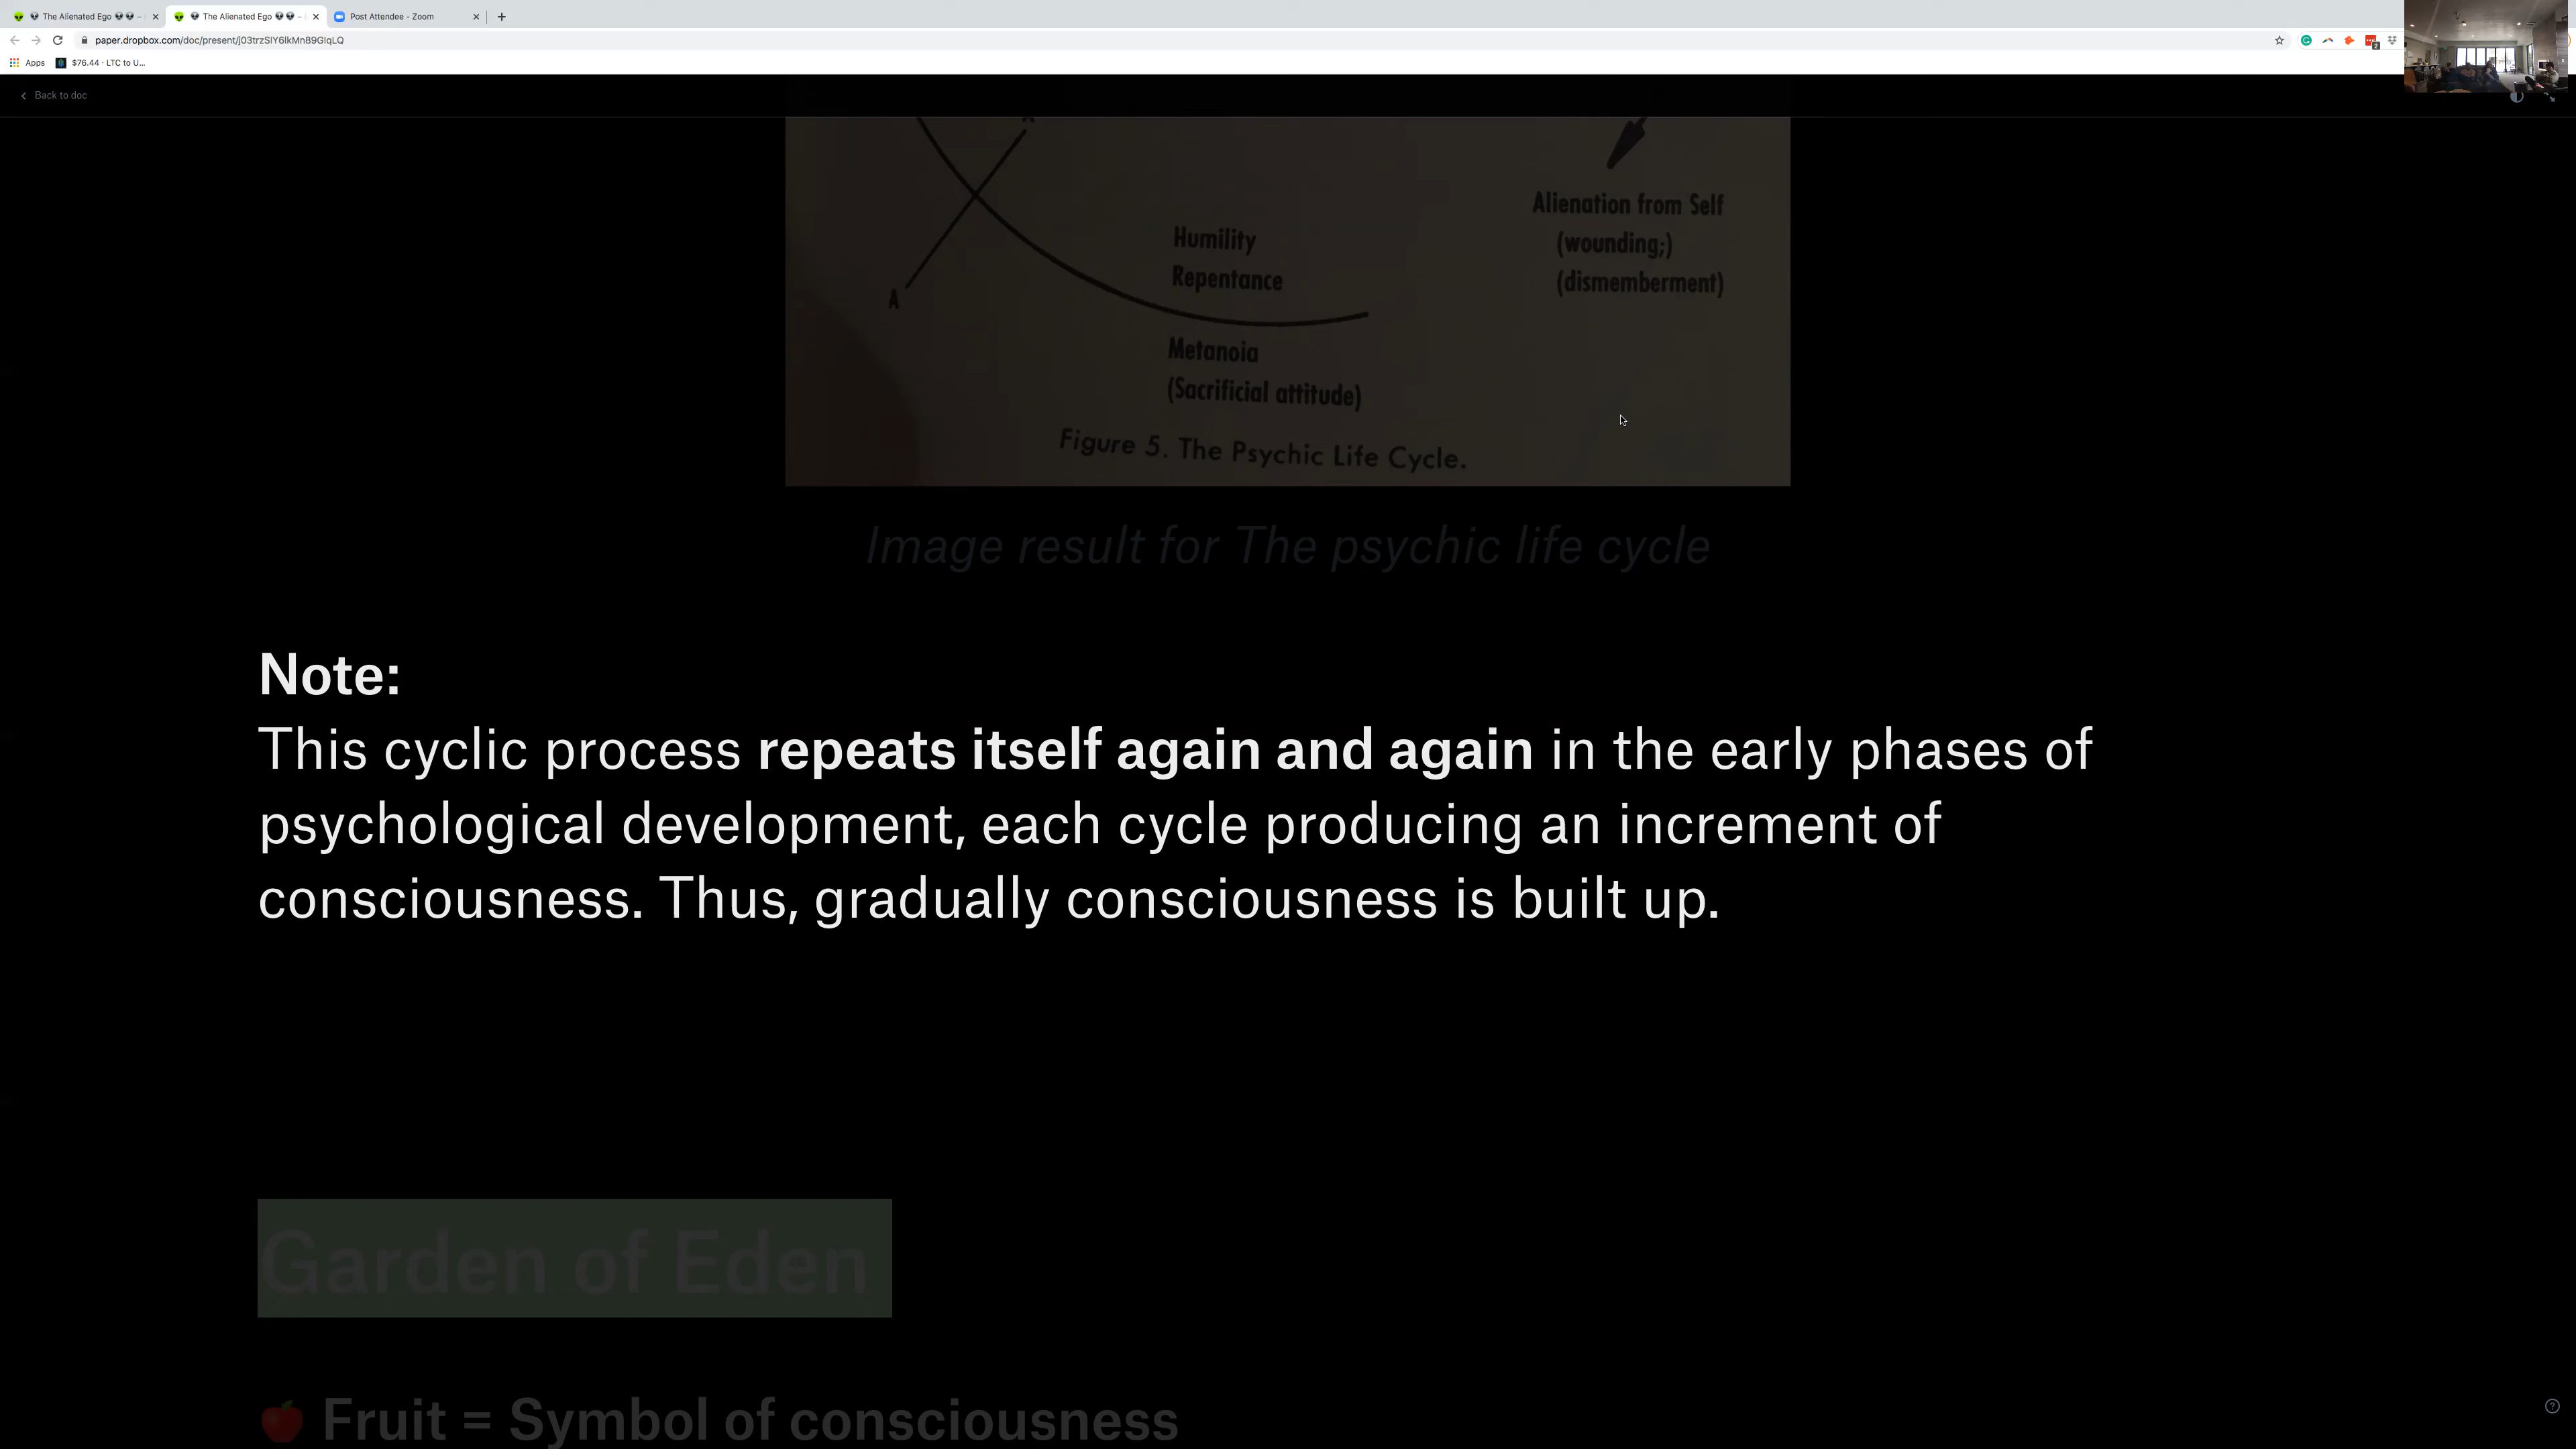 The Alienated Ego
The Alienated Ego
Post Attendee - Zoom
paper.dropbox.com/doc/present/j03trzSIY6lkMn89GlqLQ
Apps
$76.44 · LTC to U...
Back to doc
A
Humility
Repentance
Metanoia
(Sacrificial attitude)
Alienation from Self
(wounding;)
(dismemberment)
Figure 5. The Psychic Life Cycle.
Image result for The psychic life cycle
Note:
This cyclic process repeats itself again and again in the early phases of
psychological development, each cycle producing an increment of
consciousness. Thus, gradually consciousness is built up.
Garden of Eden
Fruit = Symbol of consciousness